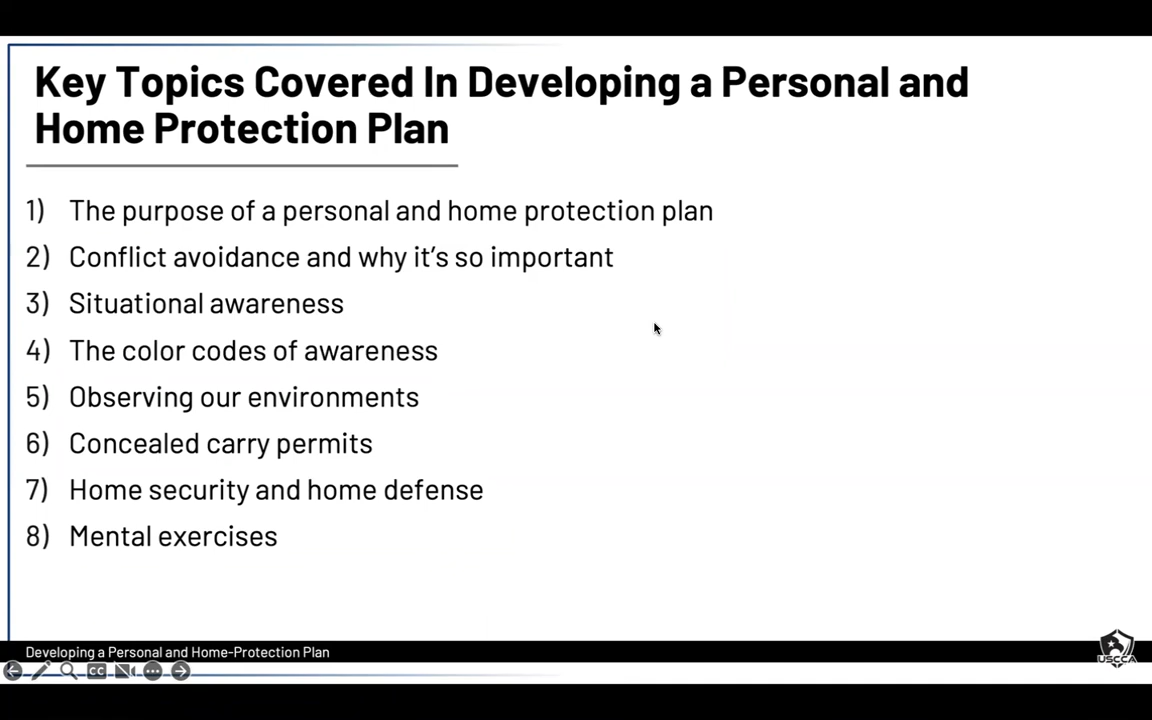 Key Topics Covered In Developing a Personal and
Home Protection Plan
1) The purpose of a personal and home protection plan
2) Conflict avoidance and why it's so important
3) Situational awareness
4) The color codes of awareness
5) Observing our environments
6) Concealed carry permits
7) Home security and home defense
8) Mental exercises
Developing a Personal and Home-Protection Plan
USCCA
CC